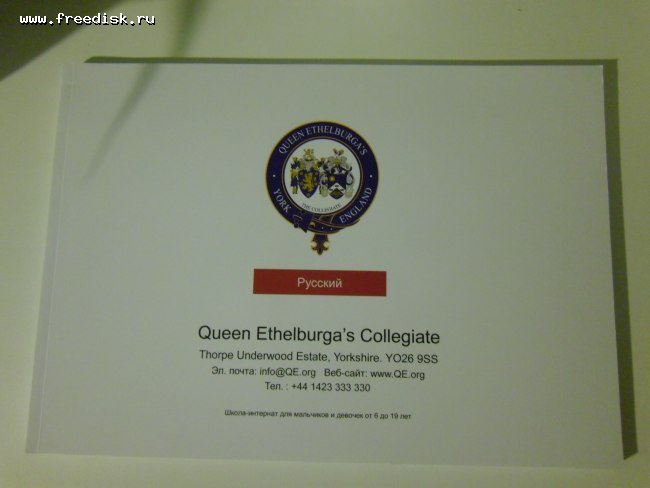 www.freedisk.ru
QUEEN ETHELBURGA'S
THE COLLEGIATE
YORK ENGLAND
Русский
Queen Ethelburga's Collegiate
Thorpe Underwood Estate, Yorkshire. YO26 9SS
Эл. почта: info@QE.org Веб-сайт: www.QE.org
Тел. : +44 1423 333 330
Школа-интернат для мальчиков и девочек от 6 до 19 лет